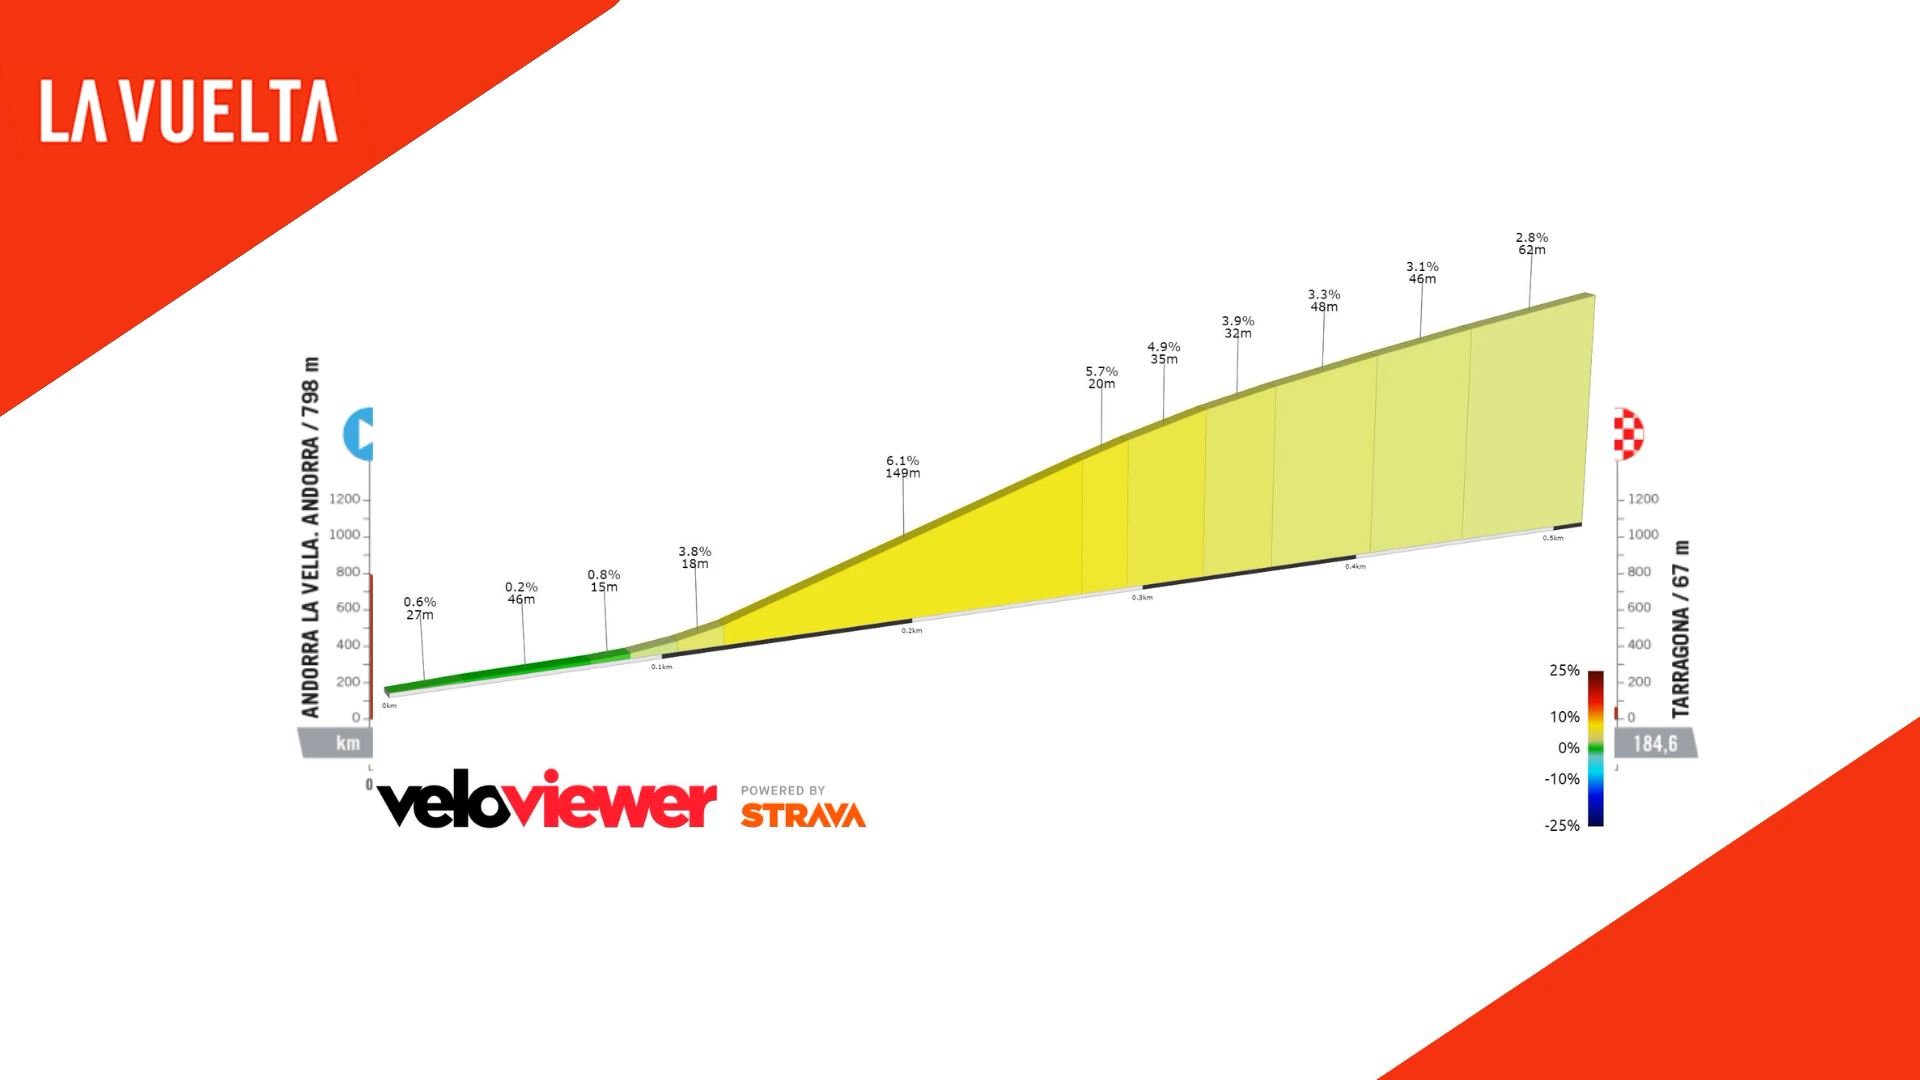 LA VUELTA
2.8%
62m
3.1%
46m
3.3%
48m
3.9%
32m
4.9%
35m
5.7%
20m
6.1%
149m
3.8%
18m
0.8%
15m
0.2%
46m
0.6%
27m
ANDORRA LA VELLA. ANDORRA / 798 m
1200
1000
800
600
400
200
0
km
0
0km
0.1km
0.2km
0.3km
0.4km
0.5km
1200
1000
800
600
400
200
0
TARRAGONA / 67 m
184,6
25%
10%
0%
-10%
-25%
veloviewer
POWERED BY
STRAVA